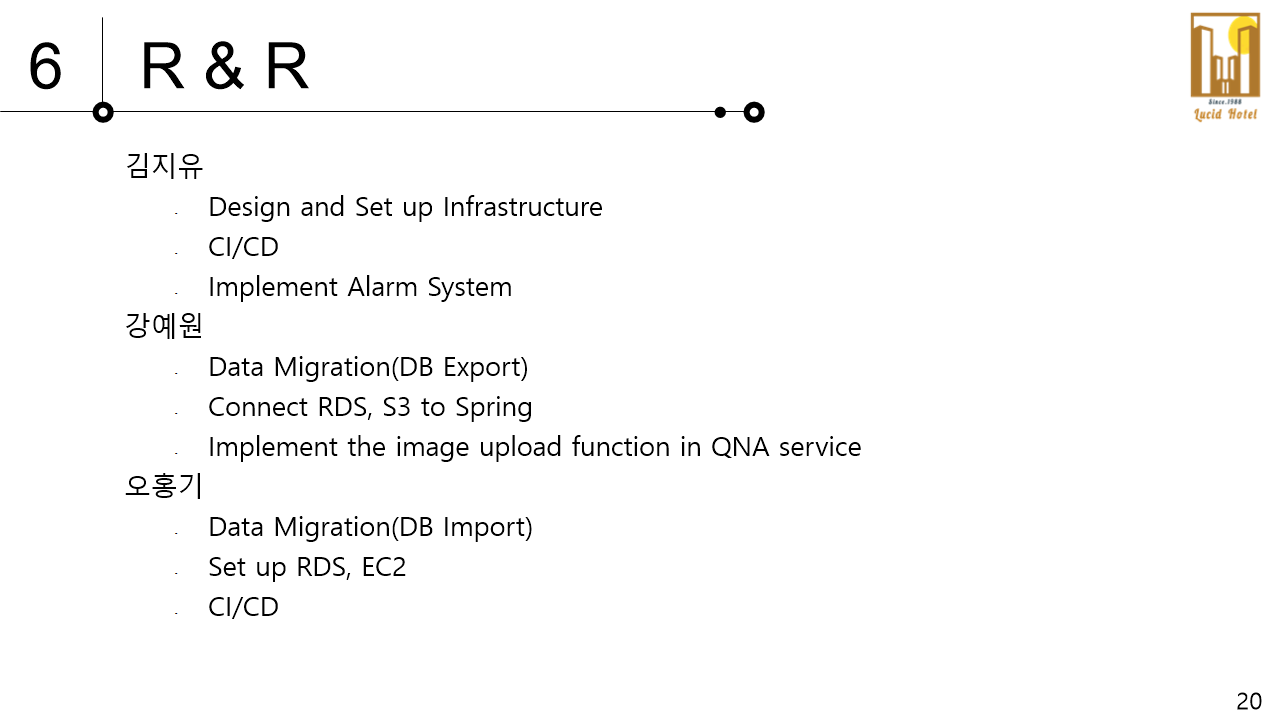 6
R & R
Since.1988
Lucid Hotel
김지유
- Design and Set up Infrastructure
- CI/CD
- Implement Alarm System
강예원
- Data Migration(DB Export)
- Connect RDS, S3 to Spring
- Implement the image upload function in QNA service
오홍기
- Data Migration(DB Import)
- Set up RDS, EC2
- CI/CD
20